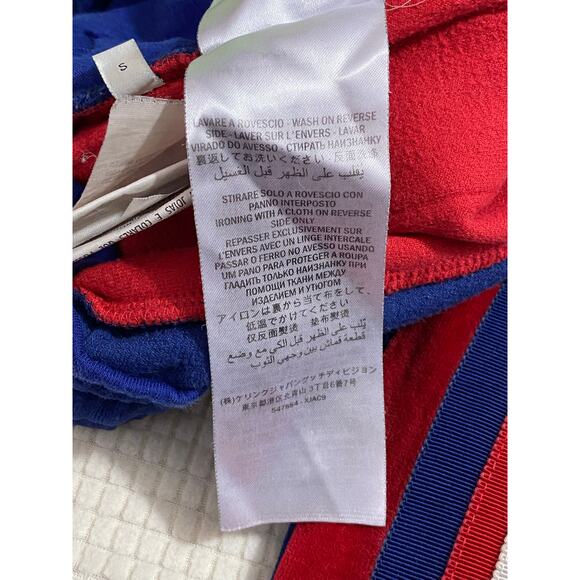 S
LAVARE A ROVESCIO - WASH ON REVERSE
SIDE - LAVER SUR L'ENVERS - LAVAR
VIRADO DO AVESSO - СТИРАТЬ НАИЗНАНКУ
裏返してお洗いください 反面洗涤
يقلب على الظهر قبل الغسيل
STIRARE SOLO A ROVESCIO CON
PANNO INTERPOSTO
IRONING WITH A CLOTH ON REVERSE
SIDE ONLY
REPASSER EXCLUSIVEMENT SUR
L'ENVERS AVEC UN LINGE INTERCALE
PASSAR O FERRO NO AVESSO USANDO
UM PANO PARA PROTEGER A ROUPA
ГЛАДИТЬ ТОЛЬКО НАИЗНАНКУ ПРИ
ПОМОЩИ ТКАНИ МЕЖДУ
ИЗДЕЛИЕМ И УТЮГОМ
アイロンは裏から当て布をして、
低温でかけてください
仅反面熨烫 垫布熨烫
يُقلب على الظهر قبل الكي مع وضع
قطعة قماش بين وجهي الثوب
(株)ケリングジャパングッチディビジョン
東京都港区北青山3丁目6番7号
547884 - XJAC9
JOIAS E COLARES